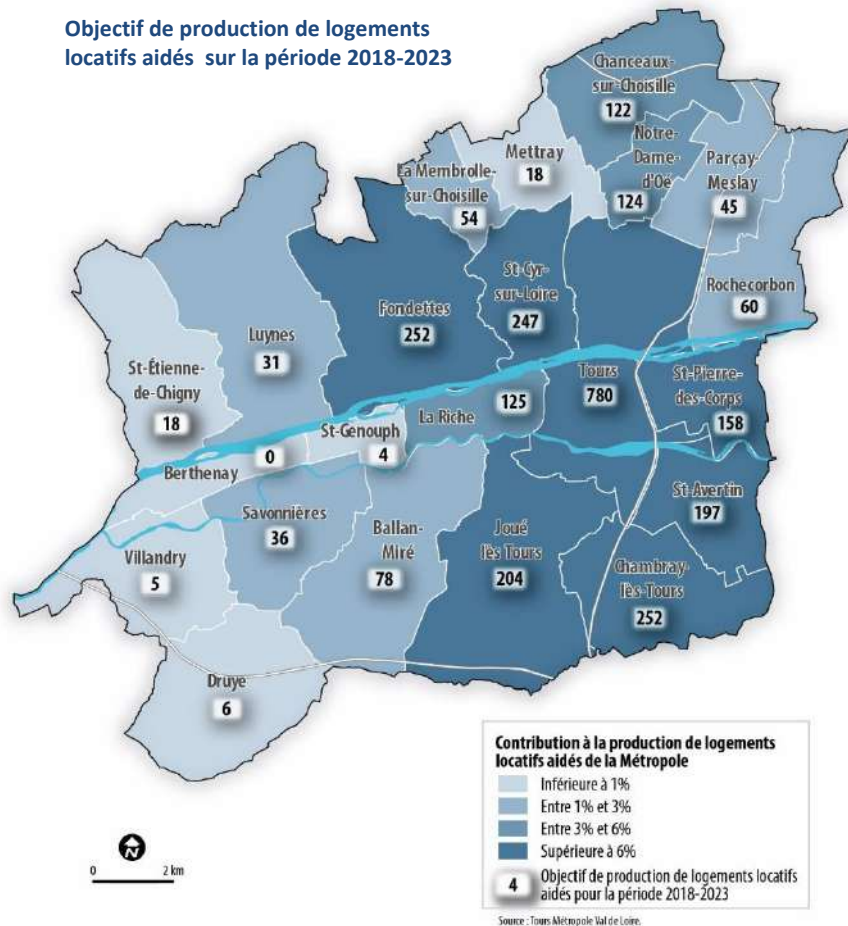 Objectif de production de logements
locatifs aidés sur la période 2018-2023
Chanceaux-
sur-Choisille
122
Mettray
18
Notre-
Dame-
d'Oé
124
Parçay-
Meslay
45
La Membrolle-
sur-Choisille
54
Rochecorbon
60
St-Cyr-
sur-Loire
247
Fondettes
252
Luynes
31
St-Étienne-
de-Chigny
18
Tours
780
St-Pierre-
des-Corps
158
La Riche
125
St-Genouph
4
Berthenay
0
St-Avertin
197
Savonnières
36
Ballan-
Miré
78
Joué
lès Tours
204
Villandry
5
Chambray-
lès-Tours
252
Druye
6
Contribution à la production de logements
locatifs aidés de la Métropole
Inférieure à 1%
Entre 1% et 3%
Entre 3% et 6%
Supérieure à 6%
4
Objectif de production de logements locatifs
aidés pour la période 2018-2023
N
0 2 km
Source : Tours Métropole Val de Loire.